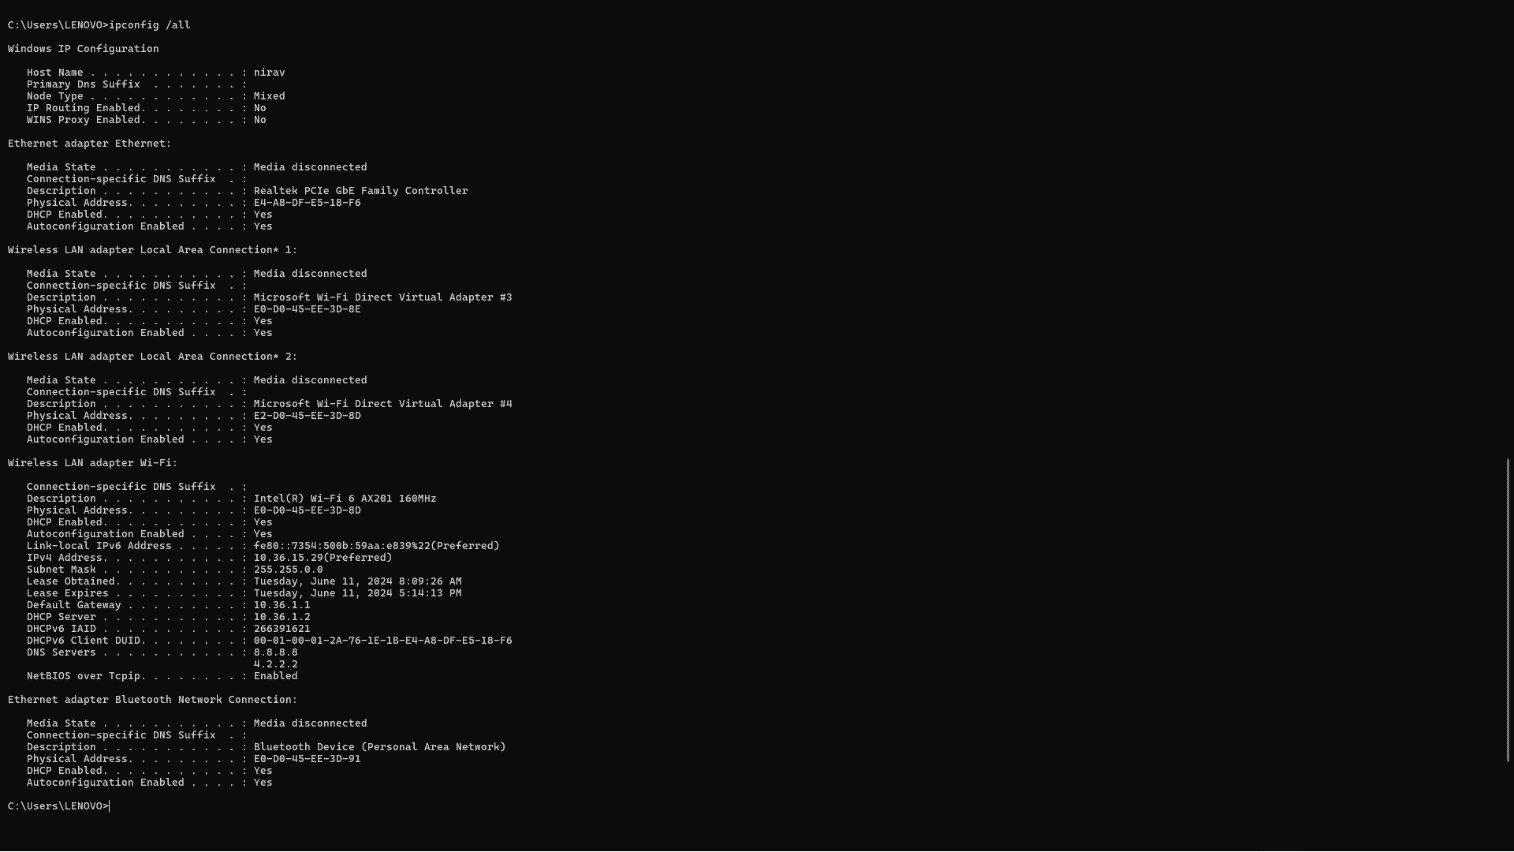 C:\Users\LENOVO>ipconfig /all
Windows IP Configuration
Host Name . . . . . . . . . . . . : nirav
Primary Dns Suffix  . . . . . . . :
Node Type . . . . . . . . . . . . : Mixed
IP Routing Enabled. . . . . . . . : No
WINS Proxy Enabled. . . . . . . . : No
Ethernet adapter Ethernet:
Media State . . . . . . . . . . . : Media disconnected
Connection-specific DNS Suffix  . :
Description . . . . . . . . . . . : Realtek PCIe GbE Family Controller
Physical Address. . . . . . . . . : E4-A8-DF-E5-18-F6
DHCP Enabled. . . . . . . . . . . : Yes
Autoconfiguration Enabled . . . . : Yes
Wireless LAN adapter Local Area Connection* 1:
Media State . . . . . . . . . . . : Media disconnected
Connection-specific DNS Suffix  . :
Description . . . . . . . . . . . : Microsoft Wi-Fi Direct Virtual Adapter #3
Physical Address. . . . . . . . . : E0-D0-45-EE-3D-8E
DHCP Enabled. . . . . . . . . . . : Yes
Autoconfiguration Enabled . . . . : Yes
Wireless LAN adapter Local Area Connection* 2:
Media State . . . . . . . . . . . : Media disconnected
Connection-specific DNS Suffix  . :
Description . . . . . . . . . . . : Microsoft Wi-Fi Direct Virtual Adapter #4
Physical Address. . . . . . . . . : E2-D0-45-EE-3D-8D
DHCP Enabled. . . . . . . . . . . : Yes
Autoconfiguration Enabled . . . . : Yes
Wireless LAN adapter Wi-Fi:
Connection-specific DNS Suffix  . :
Description . . . . . . . . . . . : Intel(R) Wi-Fi 6 AX201 160MHz
Physical Address. . . . . . . . . : E0-D0-45-EE-3D-8D
DHCP Enabled. . . . . . . . . . . : Yes
Autoconfiguration Enabled . . . . : Yes
Link-local IPv6 Address . . . . . : fe80::7354:500b:59aa:e839%22(Preferred)
IPv4 Address. . . . . . . . . . . : 10.36.15.29(Preferred)
Subnet Mask . . . . . . . . . . . : 255.255.0.0
Lease Obtained. . . . . . . . . . : Tuesday, June 11, 2024 8:09:26 AM
Lease Expires . . . . . . . . . . : Tuesday, June 11, 2024 5:14:13 PM
Default Gateway . . . . . . . . . : 10.36.1.1
DHCP Server . . . . . . . . . . . : 10.36.1.2
DHCPv6 IAID . . . . . . . . . . . : 266391621
DHCPv6 Client DUID. . . . . . . . : 00-01-00-01-2A-76-1E-1B-E4-A8-DF-E5-18-F6
DNS Servers . . . . . . . . . . . : 8.8.8.8
4.2.2.2
NetBIOS over Tcpip. . . . . . . . : Enabled
Ethernet adapter Bluetooth Network Connection:
Media State . . . . . . . . . . . : Media disconnected
Connection-specific DNS Suffix  . :
Description . . . . . . . . . . . : Bluetooth Device (Personal Area Network)
Physical Address. . . . . . . . . : E0-D0-45-EE-3D-91
DHCP Enabled. . . . . . . . . . . : Yes
Autoconfiguration Enabled . . . . : Yes
C:\Users\LENOVO>